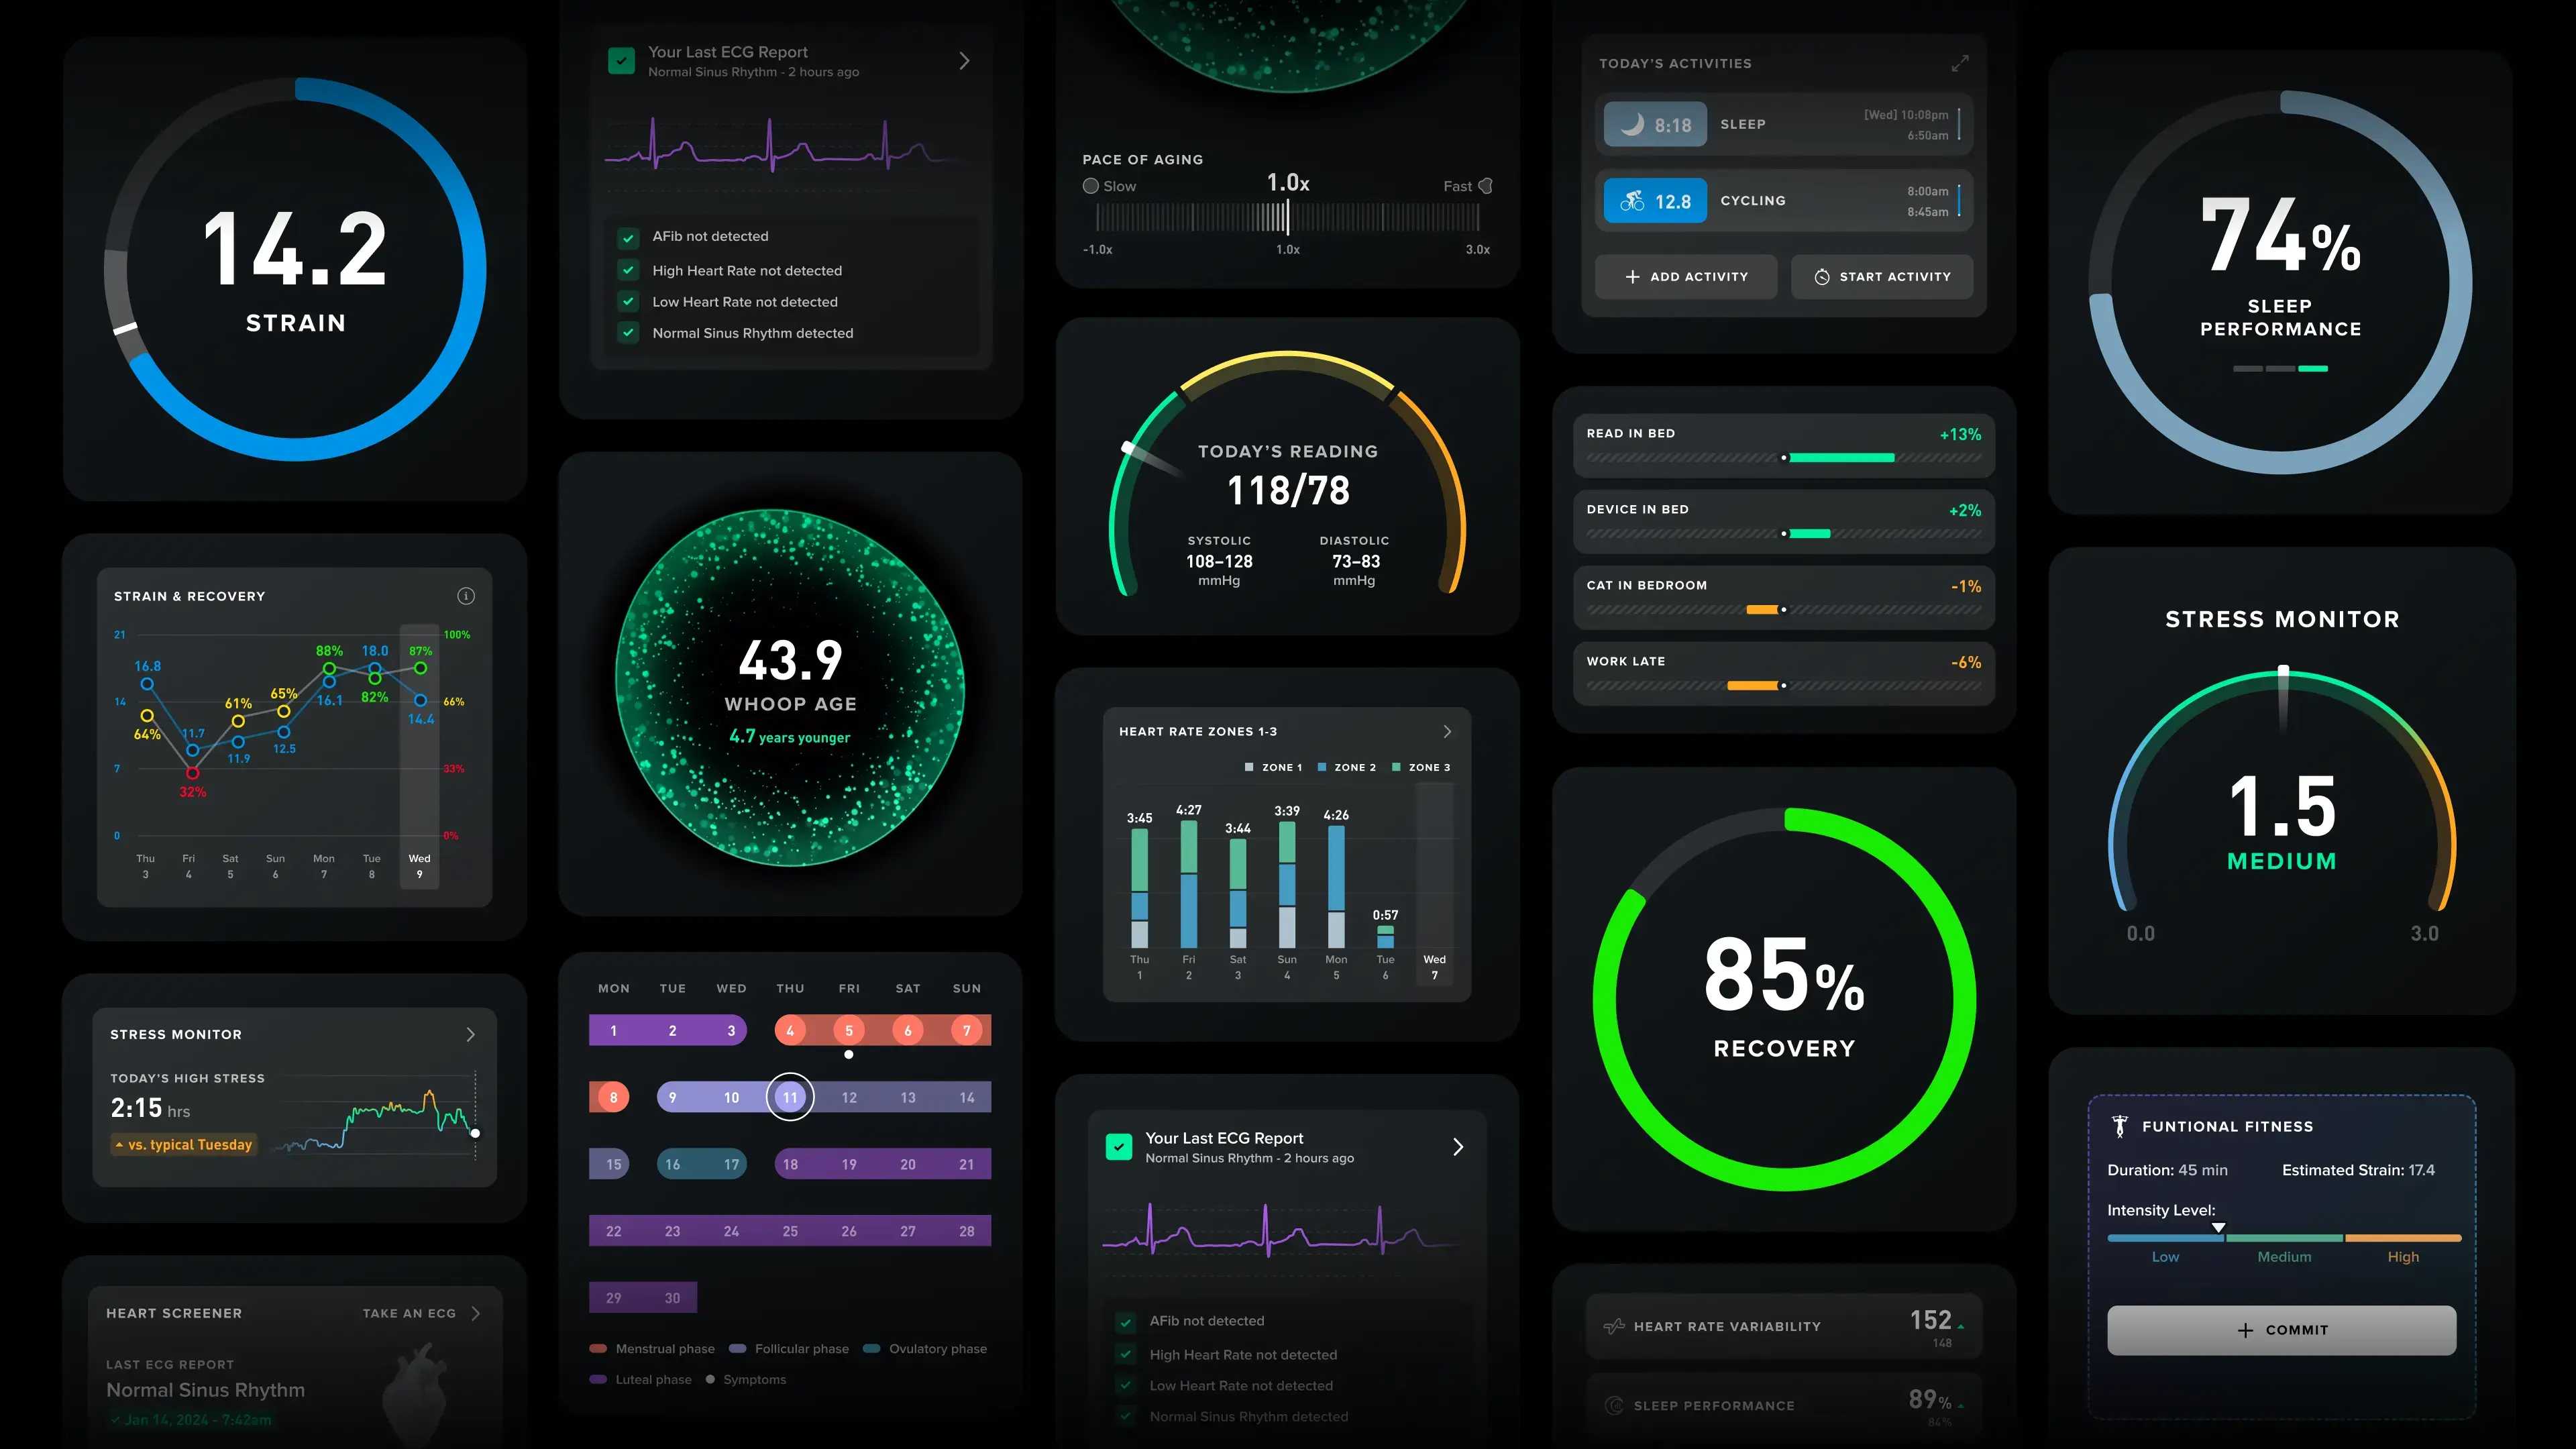 14.2
STRAIN
STRAIN & RECOVERY
21
100%
88%
18.0
87%
16.8
65%
61%
14
16.1
82%
66%
64%
11.7
14.4
12.5
11.9
7
33%
32%
0
0%
Thu Fri Sat Sun Mon Tue Wed
3 4 5 6 7 8 9
STRESS MONITOR
TODAY'S HIGH STRESS
2:15 hrs
vs. typical Tuesday
HEART SCREENER
TAKE AN ECG
LAST ECG REPORT
Normal Sinus Rhythm
Jan 14, 2024 - 7:42am
Your Last ECG Report
Normal Sinus Rhythm - 2 hours ago
AFib not detected
High Heart Rate not detected
Low Heart Rate not detected
Normal Sinus Rhythm detected
43.9
WHOOP AGE
4.7 years younger
MON TUE WED THU FRI SAT SUN
1 2 3 4 5 6 7
8 9 10 11 12 13 14
15 16 17 18 19 20 21
22 23 24 25 26 27 28
29 30
Menstrual phase Follicular phase Ovulatory phase
Luteal phase Symptoms
PACE OF AGING
1.0x
Slow
Fast
-1.0x 1.0x 3.0x
TODAY'S READING
118/78
SYSTOLIC DIASTOLIC
108–128 73–83
mmHg mmHg
HEART RATE ZONES 1-3
ZONE 1 ZONE 2 ZONE 3
3:45 4:27 3:44 3:39 4:26 0:57
Thu Fri Sat Sun Mon Tue Wed
1 2 3 4 5 6 7
Your Last ECG Report
Normal Sinus Rhythm - 2 hours ago
AFib not detected
High Heart Rate not detected
Low Heart Rate not detected
Normal Sinus Rhythm detected
TODAY'S ACTIVITIES
8:18 SLEEP
[Wed] 10:08pm
6:50am
12.8 CYCLING
8:00am
8:45am
ADD ACTIVITY
START ACTIVITY
READ IN BED +13%
DEVICE IN BED +2%
CAT IN BEDROOM -1%
WORK LATE -6%
85%
RECOVERY
HEART RATE VARIABILITY
152
148
SLEEP PERFORMANCE
89%
84%
74%
SLEEP
PERFORMANCE
STRESS MONITOR
1.5
MEDIUM
0.0 3.0
FUNTIONAL FITNESS
Duration: 45 min Estimated Strain: 17.4
Intensity Level:
Low Medium High
COMMIT